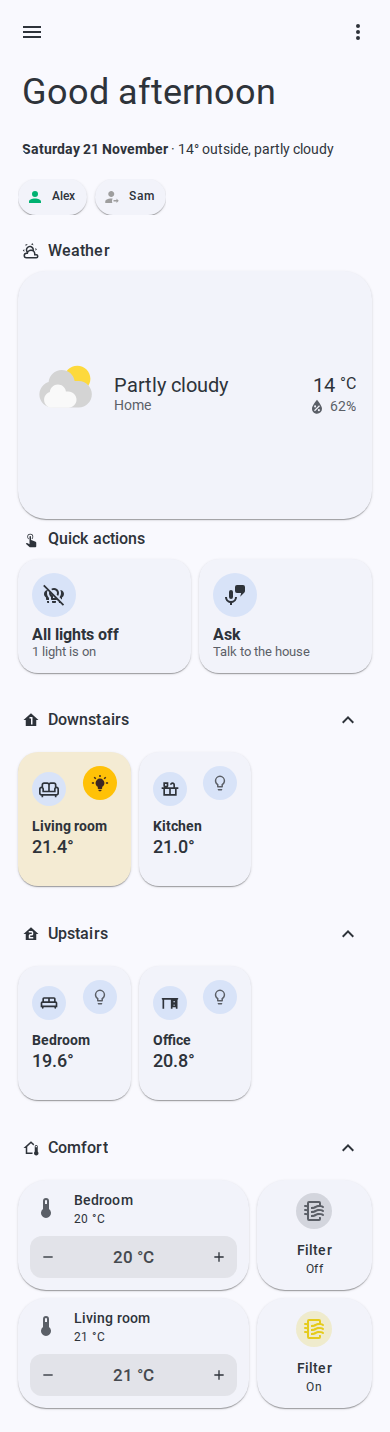 Good afternoon
Saturday 21 November · 14° outside, partly cloudy
Alex
Sam
Weather
Partly cloudy
Home
14 °C
62%
Quick actions
All lights off
1 light is on
Ask
Talk to the house
Downstairs
Living room
21.4°
Kitchen
21.0°
Upstairs
Bedroom
19.6°
Office
20.8°
Comfort
Bedroom
20 °C
− 20 °C +
Filter
Off
Living room
21 °C
− 21 °C +
Filter
On